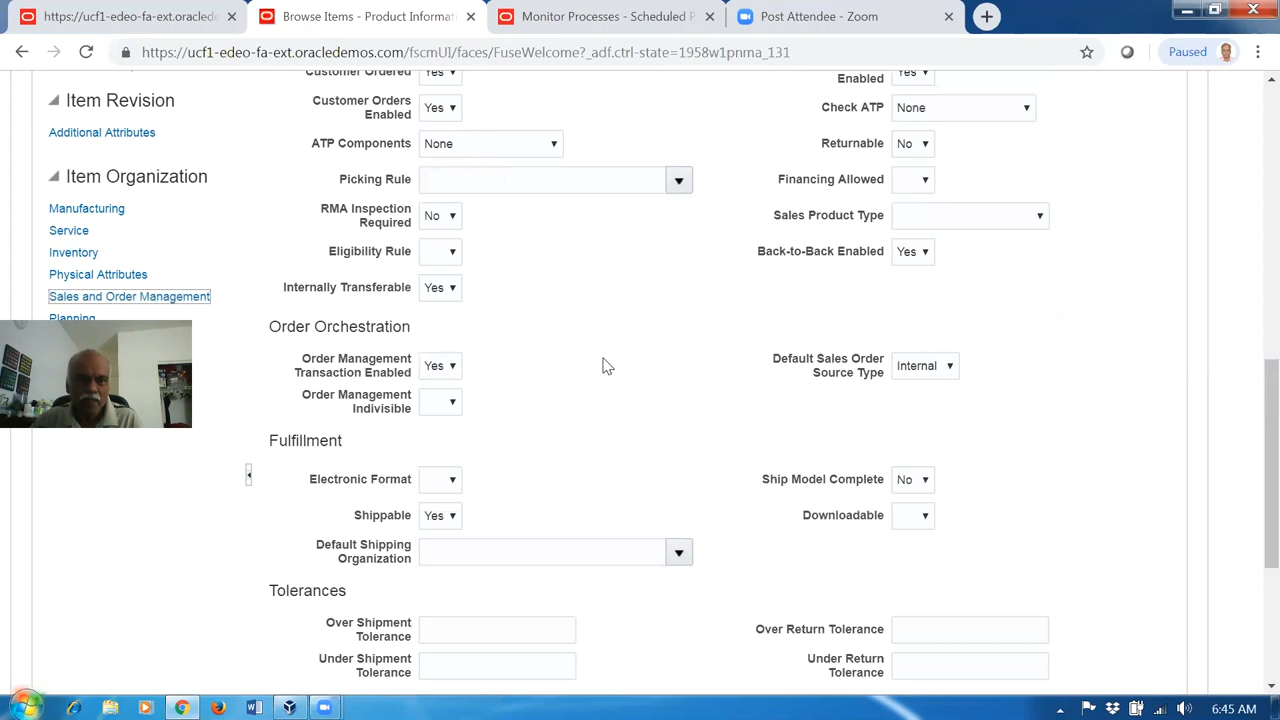 https://ucf1-edeo-fa-ext.oraclede
Browse Items - Product Informat
Processes - Scheduled P
Post Attendee - Zoom
https://ucf1-edeo-fa-ext.oracledemos.com/fscmUI/faces/FuseWelcome?_adf.ctrl-state=1958w1pnma_131
Paused
Item Revision
Additional Attributes
Item Organization
Manufacturing
Service
Inventory
Physical Attributes
Sales and Order Management
Planning
Customer Ordered Yes
Enabled Yes
Customer Orders
Enabled Yes
Check ATP None
ATP Components None
Returnable No
Picking Rule
Financing Allowed
RMA Inspection
Required No
Sales Product Type
Eligibility Rule
Back-to-Back Enabled Yes
Internally Transferable Yes
Order Orchestration
Order Management
Transaction Enabled Yes
Default Sales Order
Source Type Internal
Order Management
Indivisible
Fulfillment
Electronic Format
Ship Model Complete No
Shippable Yes
Downloadable
Default Shipping
Organization
Tolerances
Over Shipment
Tolerance
Over Return Tolerance
Under Shipment
Tolerance
Under Return
Tolerance
6:45 AM